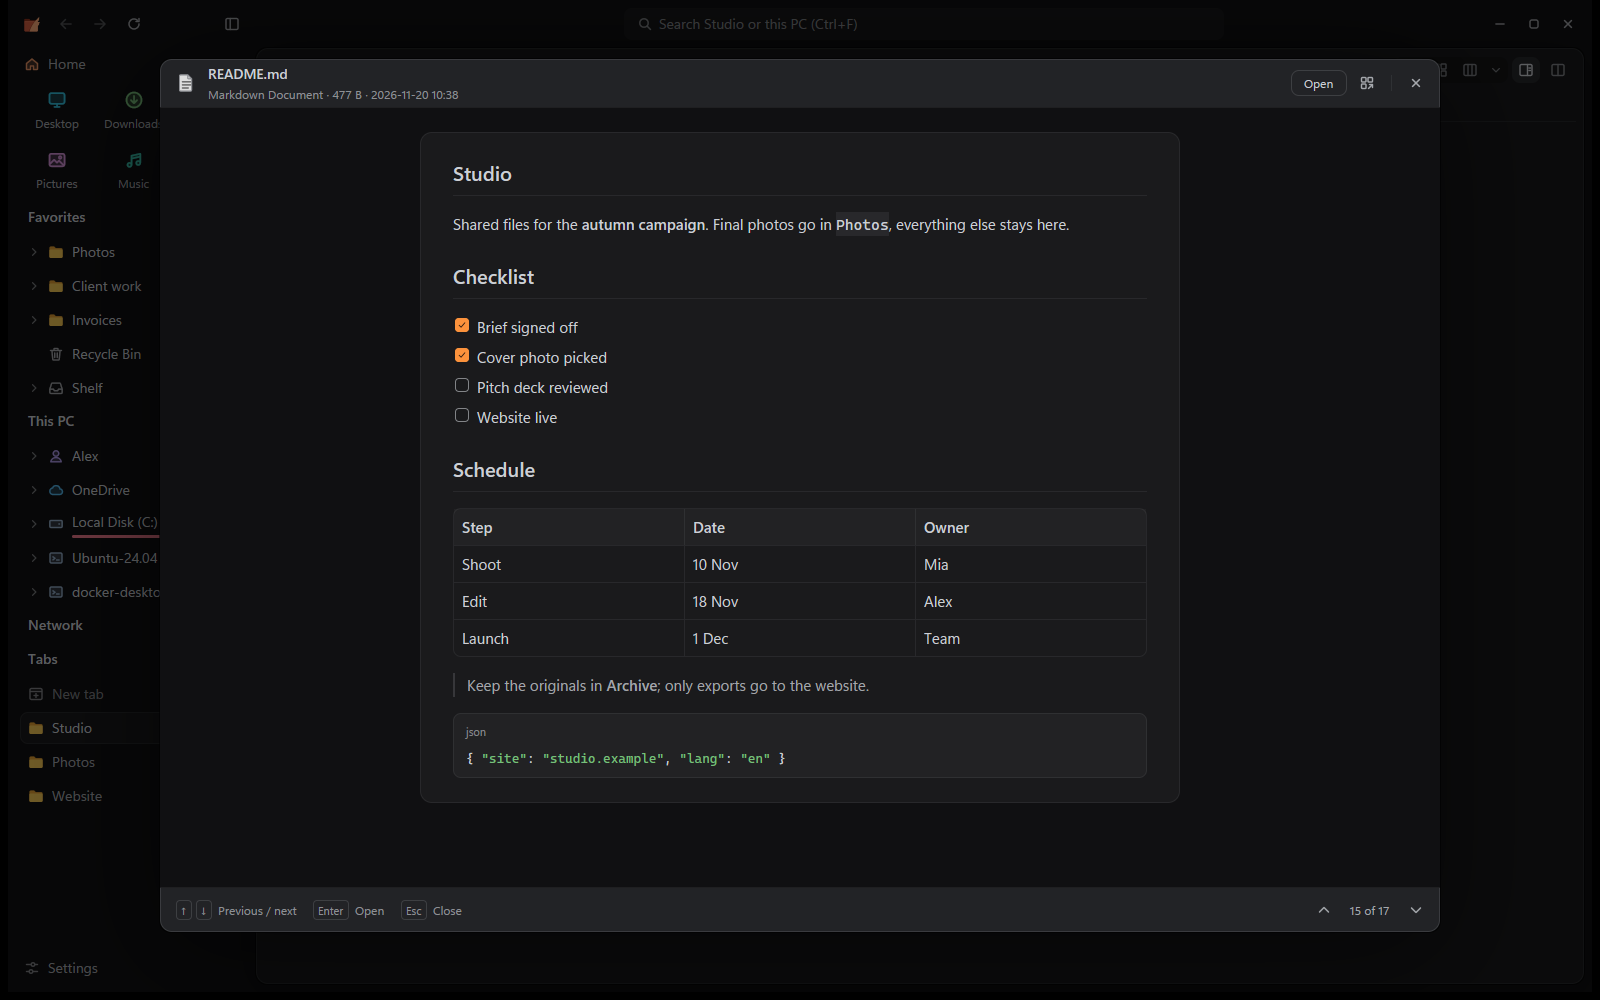 Search Studio or this PC (Ctrl+F)
Home
Desktop
Download
Pictures
Music
Favorites
Photos
Client work
Invoices
Recycle Bin
Shelf
This PC
Alex
OneDrive
Local Disk (C:)
Ubuntu-24.04
docker-deskto
Network
Tabs
New tab
Studio
Photos
Website
Settings
README.md
Markdown Document · 477 B · 2026-11-20 10:38
Open
Studio
Shared files for the autumn campaign. Final photos go in Photos, everything else stays here.
Checklist
Brief signed off
Cover photo picked
Pitch deck reviewed
Website live
Schedule
Step Date Owner
Shoot 10 Nov Mia
Edit 18 Nov Alex
Launch 1 Dec Team
Keep the originals in Archive; only exports go to the website.
json
{ "site": "studio.example", "lang": "en" }
↑ ↓ Previous / next Enter Open Esc Close
15 of 17